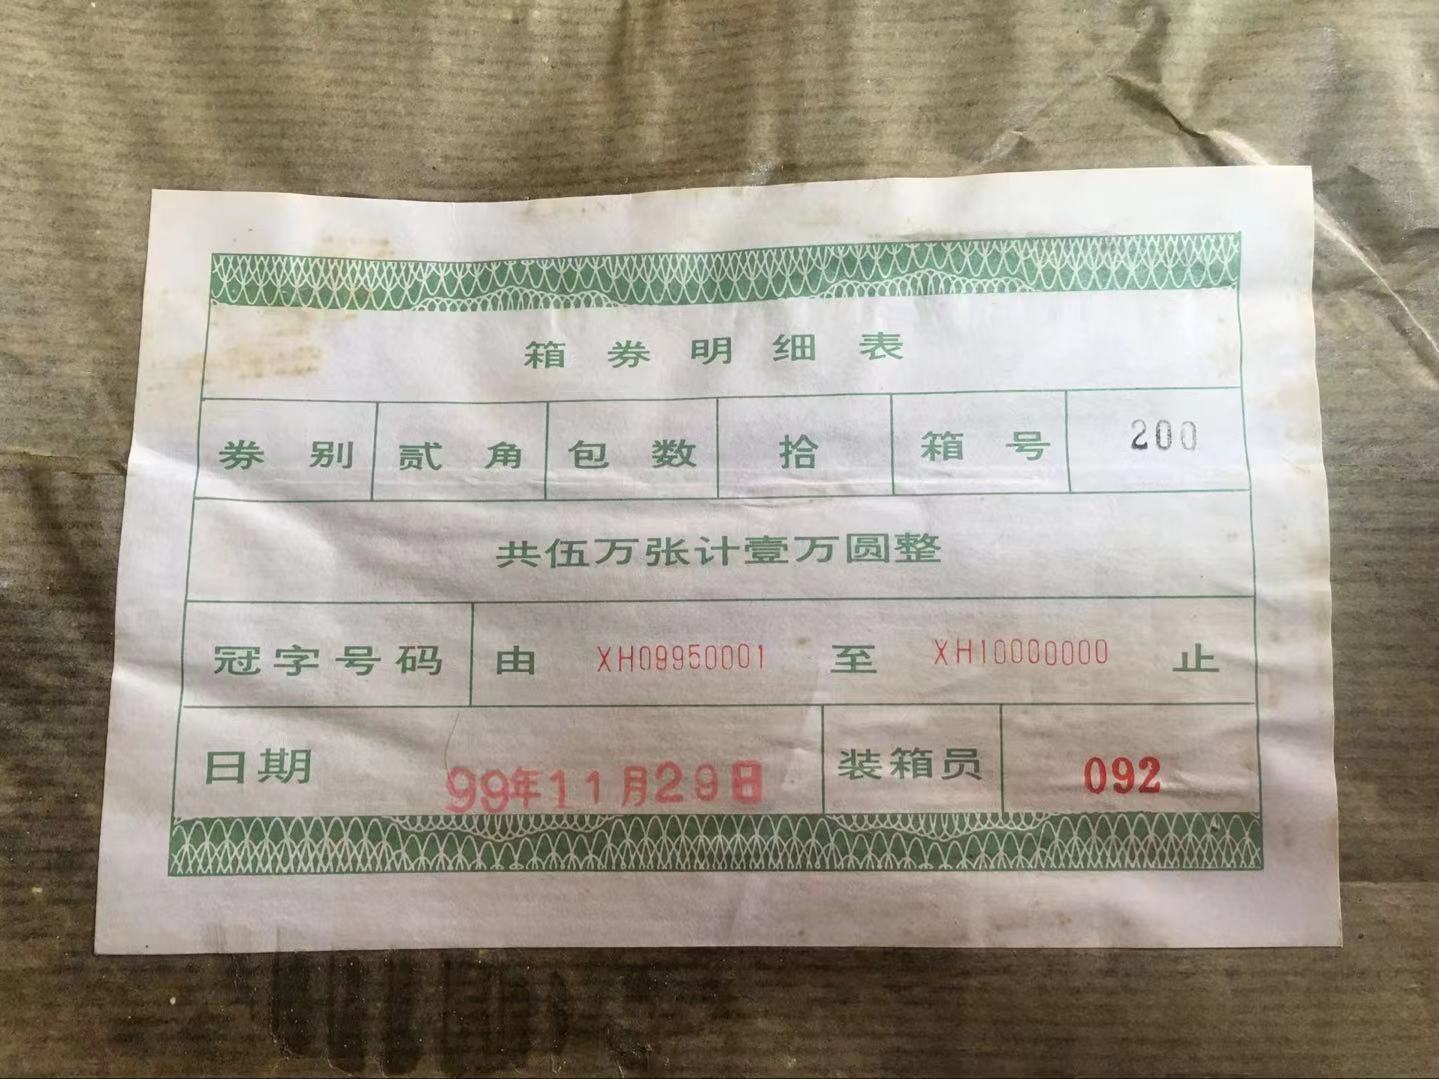 箱券明细表
券别 贰角 包数 拾 箱号 200
共伍万张计壹万圆整
冠字号码 由 XH09950001 至 XH10000000 止
日期 99年11月29日 装箱员 092